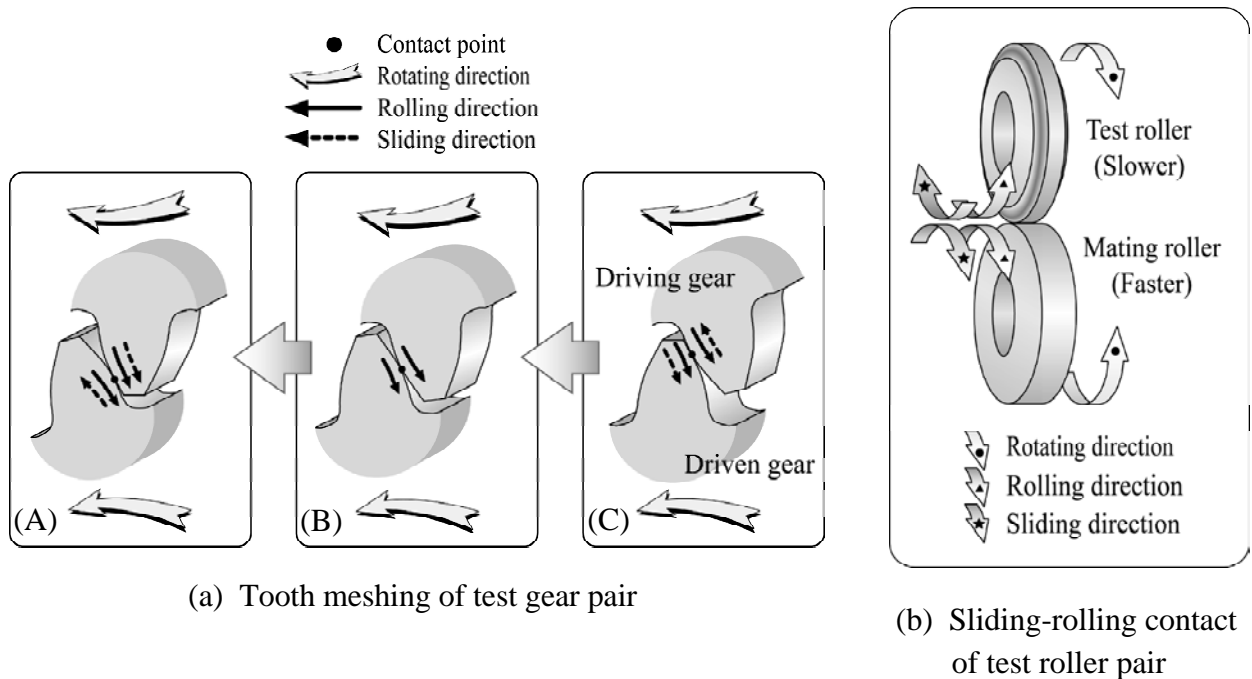 Contact point
Rotating direction
Rolling direction
Sliding direction
Driving gear
Driven gear
(A)
(B)
(C)
(a) Tooth meshing of test gear pair
Test roller
(Slower)
Mating roller
(Faster)
Rotating direction
Rolling direction
Sliding direction
(b) Sliding-rolling contact
of test roller pair